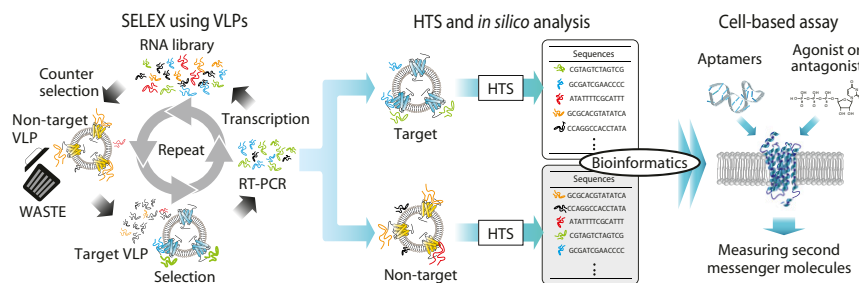 SELEX using VLPs
RNA library
Counter
selection
Non-target
VLP
WASTE
Repeat
Transcription
RT-PCR
Target VLP
Selection
HTS and in silico analysis
Target
HTS
Sequences
CGTAGTCTAGTCG
GCGATCGAACCCC
ATATTTTCGCATTT
GCGCACGTATATCA
CCAGGCCACCTATA
Bioinformatics
Non-target
HTS
Sequences
GCGCACGTATATCA
CCAGGCCACCTATA
ATATTTTCGCATTT
CGTAGTCTAGTCG
GCGATCGAACCCC
Cell-based assay
Aptamers
Agonist or
antagonist
Measuring second
messenger molecules